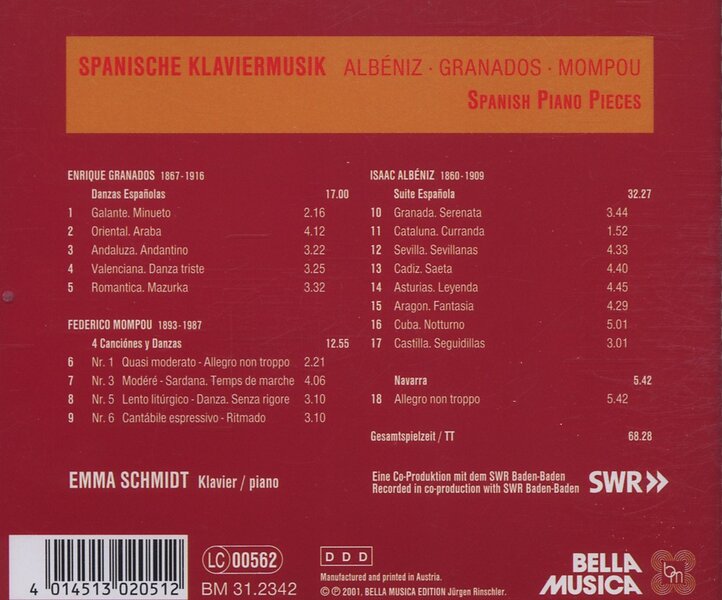 SPANISCHE KLAVIERMUSIK ALBÉNIZ · GRANADOS · MOMPOU
SPANISH PIANO PIECES
ENRIQUE GRANADOS 1867-1916
Danzas Españolas 17.00
1 Galante. Minueto 2.16
2 Oriental. Araba 4.12
3 Andaluza. Andantino 3.22
4 Valenciana. Danza triste 3.25
5 Romantica. Mazurka 3.32
FEDERICO MOMPOU 1893-1987
4 Canciónes y Danzas 12.55
6 Nr. 1 Quasi moderato - Allegro non troppo 2.21
7 Nr. 3 Modéré - Sardana. Temps de marche 4.06
8 Nr. 5 Lento litúrgico - Danza. Senza rigore 3.10
9 Nr. 6 Cantábile espressivo - Ritmado 3.10
ISAAC ALBÉNIZ 1860-1909
Suite Española 32.27
10 Granada. Serenata 3.44
11 Cataluna. Curranda 1.52
12 Sevilla. Sevillanas 4.33
13 Cadiz. Saeta 4.40
14 Asturias. Leyenda 4.45
15 Aragon. Fantasia 4.29
16 Cuba. Notturno 5.01
17 Castilla. Seguidillas 3.01
Navarra 5.42
18 Allegro non troppo 5.42
Gesamtspielzeit / TT 68.28
EMMA SCHMIDT Klavier / piano
Eine Co-Produktion mit dem SWR Baden-Baden
Recorded in co-production with SWR Baden-Baden
SWR
4 014513 020512
LC 00562
BM 31.2342
D D D
Manufactured and printed in Austria.
© ℗ 2001. BELLA MUSICA EDITION Jürgen Rinschler.
BELLA
MUSICA
bm